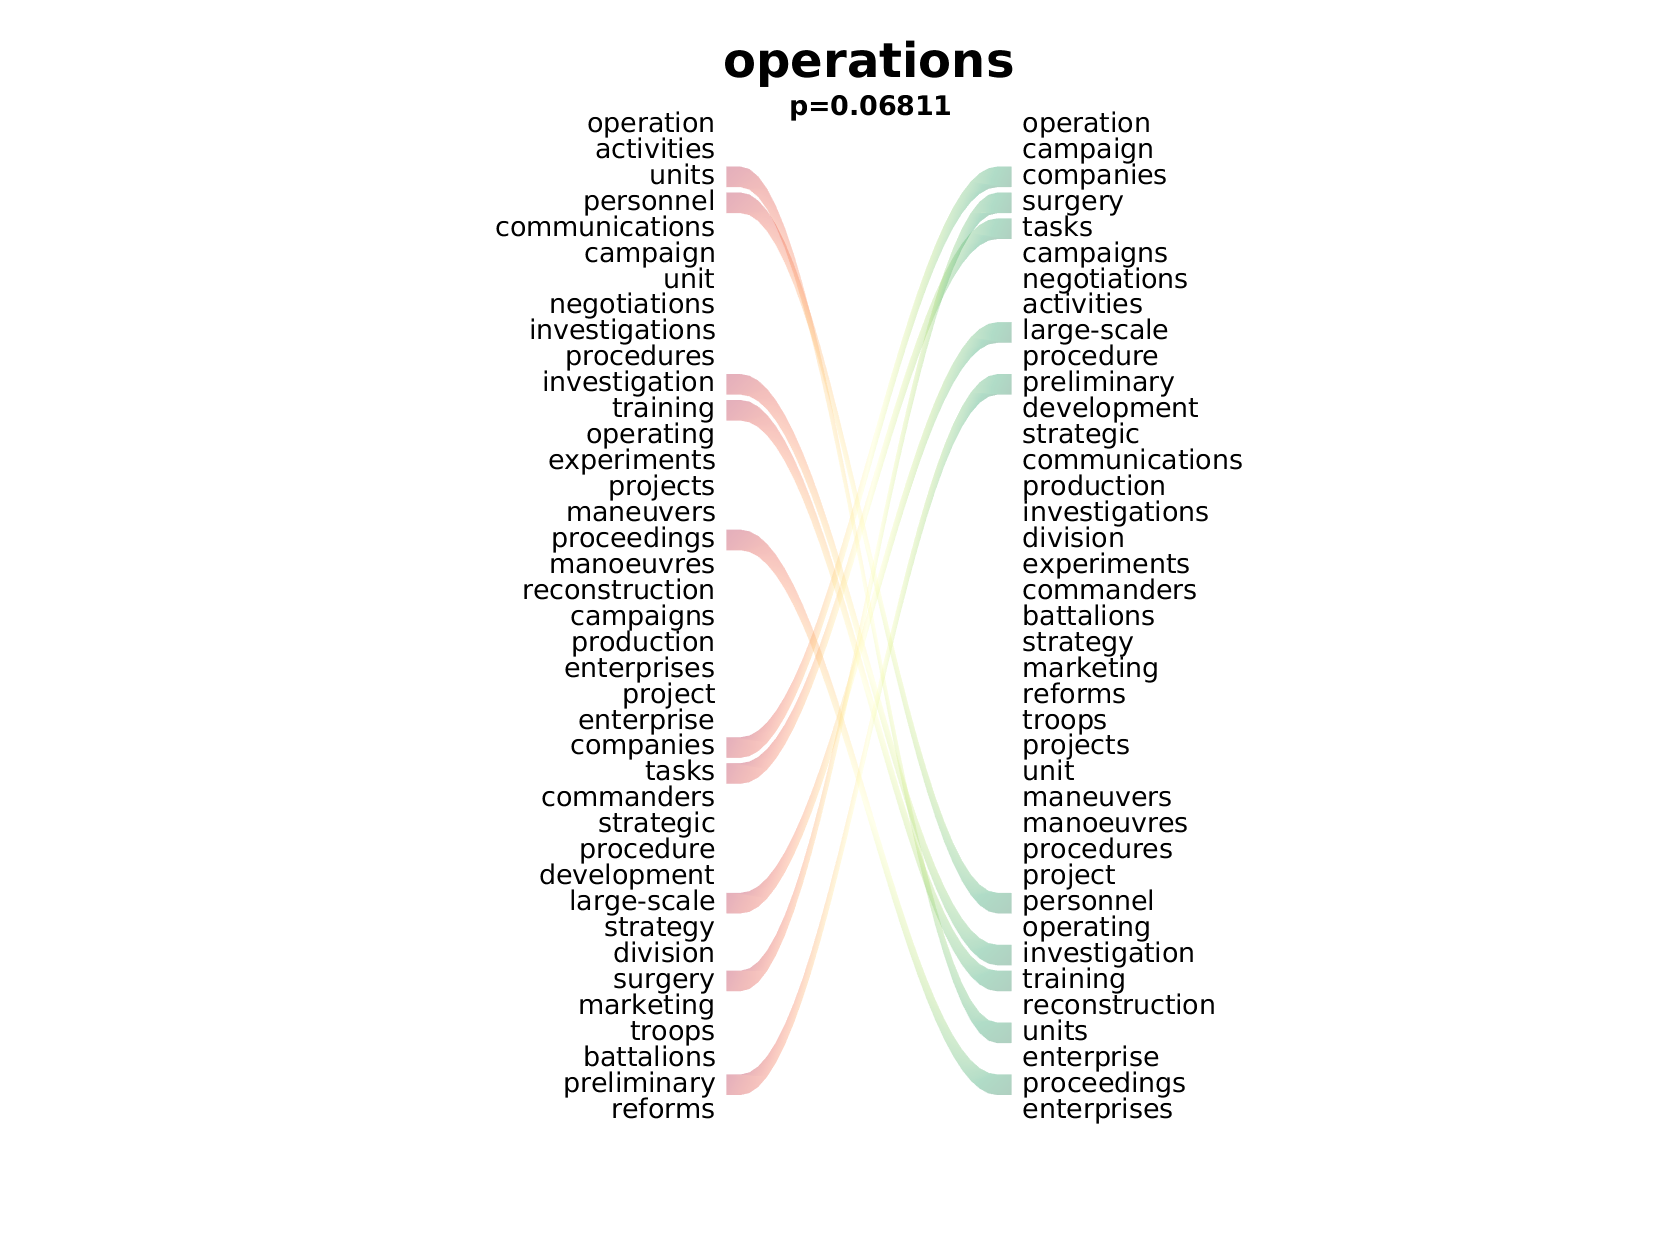 operations
p=0.06811
operation
activities
units
personnel
communications
campaign
unit
negotiations
investigations
procedures
investigation
training
operating
experiments
projects
maneuvers
proceedings
manoeuvres
reconstruction
campaigns
production
enterprises
project
enterprise
companies
tasks
commanders
strategic
procedure
development
large-scale
strategy
division
surgery
marketing
troops
battalions
preliminary
reforms
operation
campaign
companies
surgery
tasks
campaigns
negotiations
activities
large-scale
procedure
preliminary
development
strategic
communications
production
investigations
division
experiments
commanders
battalions
strategy
marketing
reforms
troops
projects
unit
maneuvers
manoeuvres
procedures
project
personnel
operating
investigation
training
reconstruction
units
enterprise
proceedings
enterprises